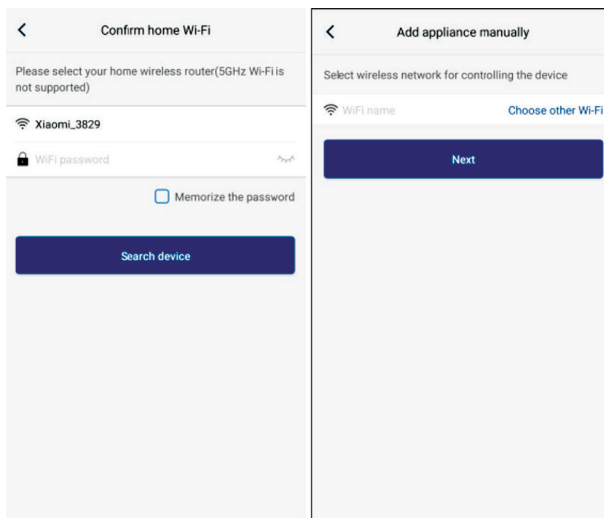 Confirm home Wi-Fi
Please select your home wireless router(5GHz Wi-Fi is
not supported)
Xiaomi_3829
WiFi password
Memorize the password
Search device
Add appliance manually
Select wireless network for controlling the device
WiFi name
Choose other Wi-Fi
Next